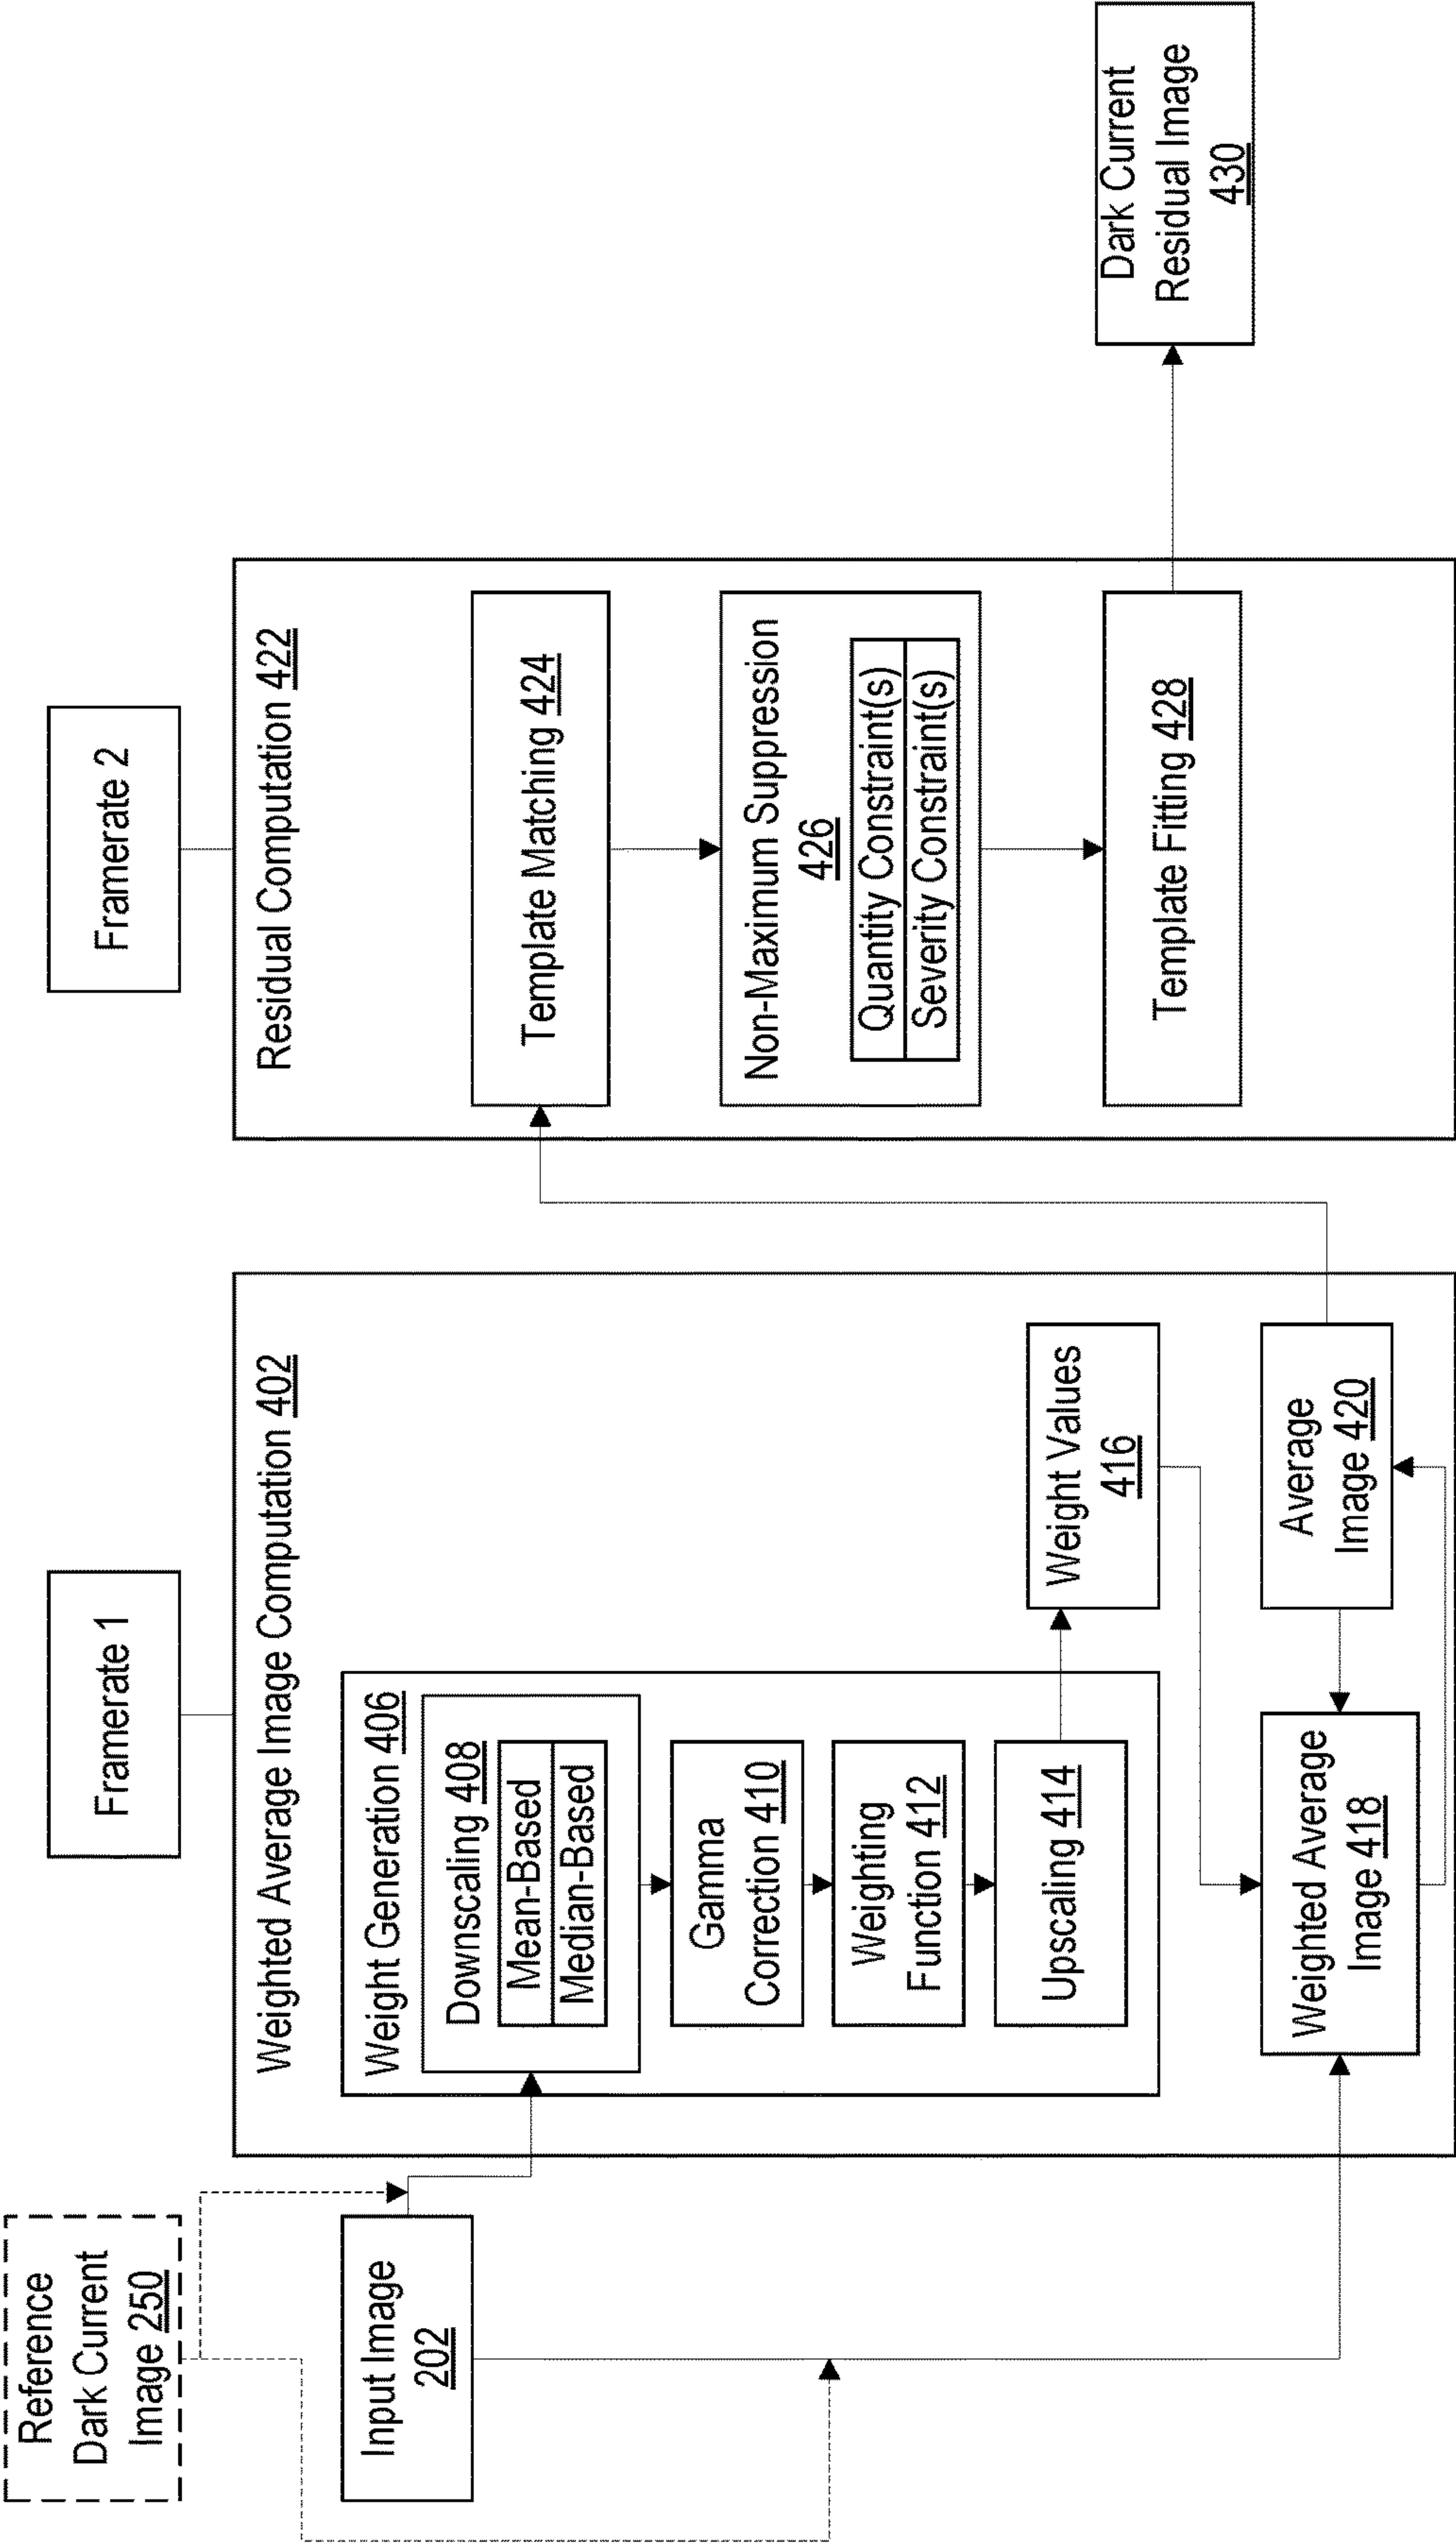 Reference
Dark Current
Image 250
Input Image
202
Framerate 1
Weighted Average Image Computation 402
Weight Generation 406
Downscaling 408
Mean-Based
Median-Based
Gamma
Correction 410
Weighting
Function 412
Upscaling 414
Weight Values
416
Weighted Average
Image 418
Average
Image 420
Framerate 2
Residual Computation 422
Template Matching 424
Non-Maximum Suppression
426
Quantity Constraint(s)
Severity Constraint(s)
Template Fitting 428
Dark Current
Residual Image
430